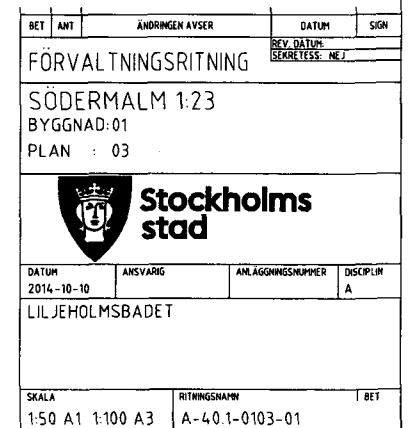 BET ANT ÄNDRINGEN AVSER DATUM SIGN
FÖRVALTNINGSRITNING
REV. DATUM:
SEKRETESS: NEJ
SÖDERMALM 1:23
BYGGNAD:01
PLAN : 03
Stockholms
stad
DATUM ANSVARIG ANLÄGGNINGSNUMMER DISCIPLIN
2014-10-10 A
LILJEHOLMSBADET
SKALA RITNINGSNAMN BET
1:50 A1 1:100 A3 A-40.1-0103-01